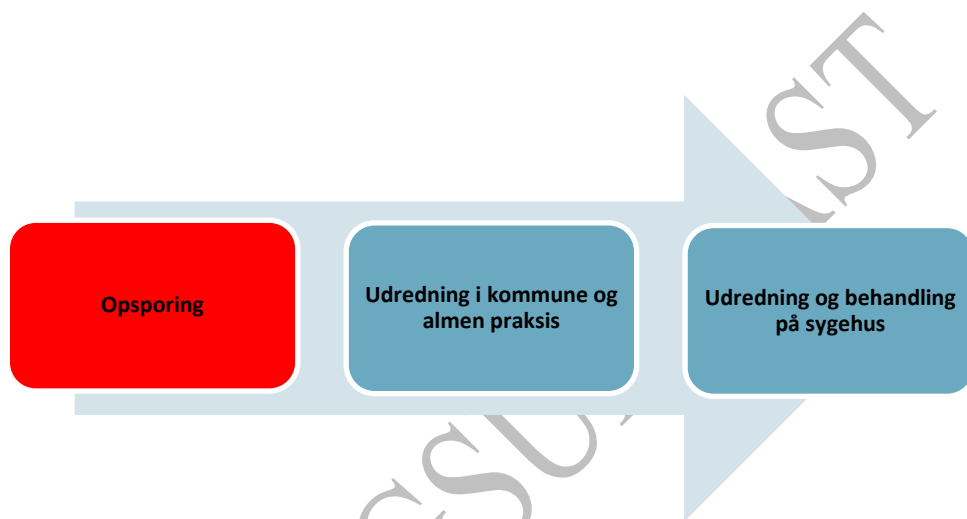 Opsporing
Udredning i kommune og
almen praksis
Udredning og behandling
på sygehus